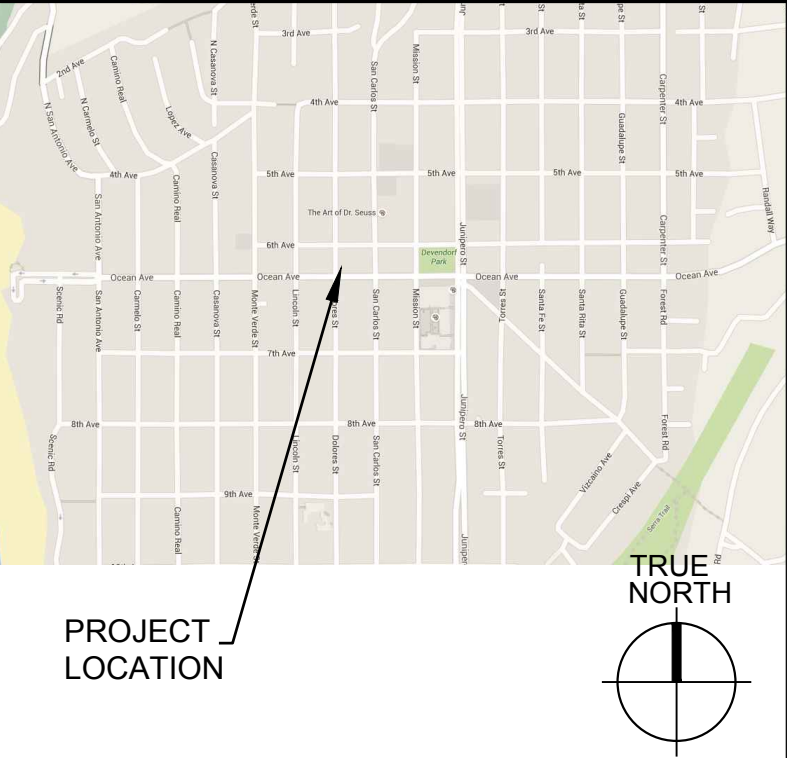 3rd Ave
3rd Ave
2nd Ave
Camino Real
N Casanova St
San Carlos St
Mission St
Carpenter St
N Carmelo St
N San Antonio Ave
Lopez Ave
4th Ave
4th Ave
Guadalupe St
4th Ave
Casanova St
Camino Real
5th Ave
5th Ave
5th Ave
5th Ave
San Antonio Ave
The Art of Dr. Seuss
Randall Way
Carpenter St
Junipero St
6th Ave
Devendorf
Park
Ocean Ave
Ocean Ave
Ocean Ave
Ocean Ave
Scenic Rd
San Antonio Ave
Carmelo St
Camino Real
Casanova St
Monte Verde St
Lincoln St
San Carlos St
Mission St
Torres St
Santa Fe St
Santa Rita St
Guadalupe St
Forest Rd
7th Ave
8th Ave
8th Ave
8th Ave
Junipero St
Forest Rd
Scenic Rd
Lincoln St
Dolores St
San Carlos St
Torres St
Vizcaino Ave
Crespi Ave
9th Ave
Camino Real
Monte Verde St
Serra Trail
PROJECT
LOCATION
TRUE
NORTH